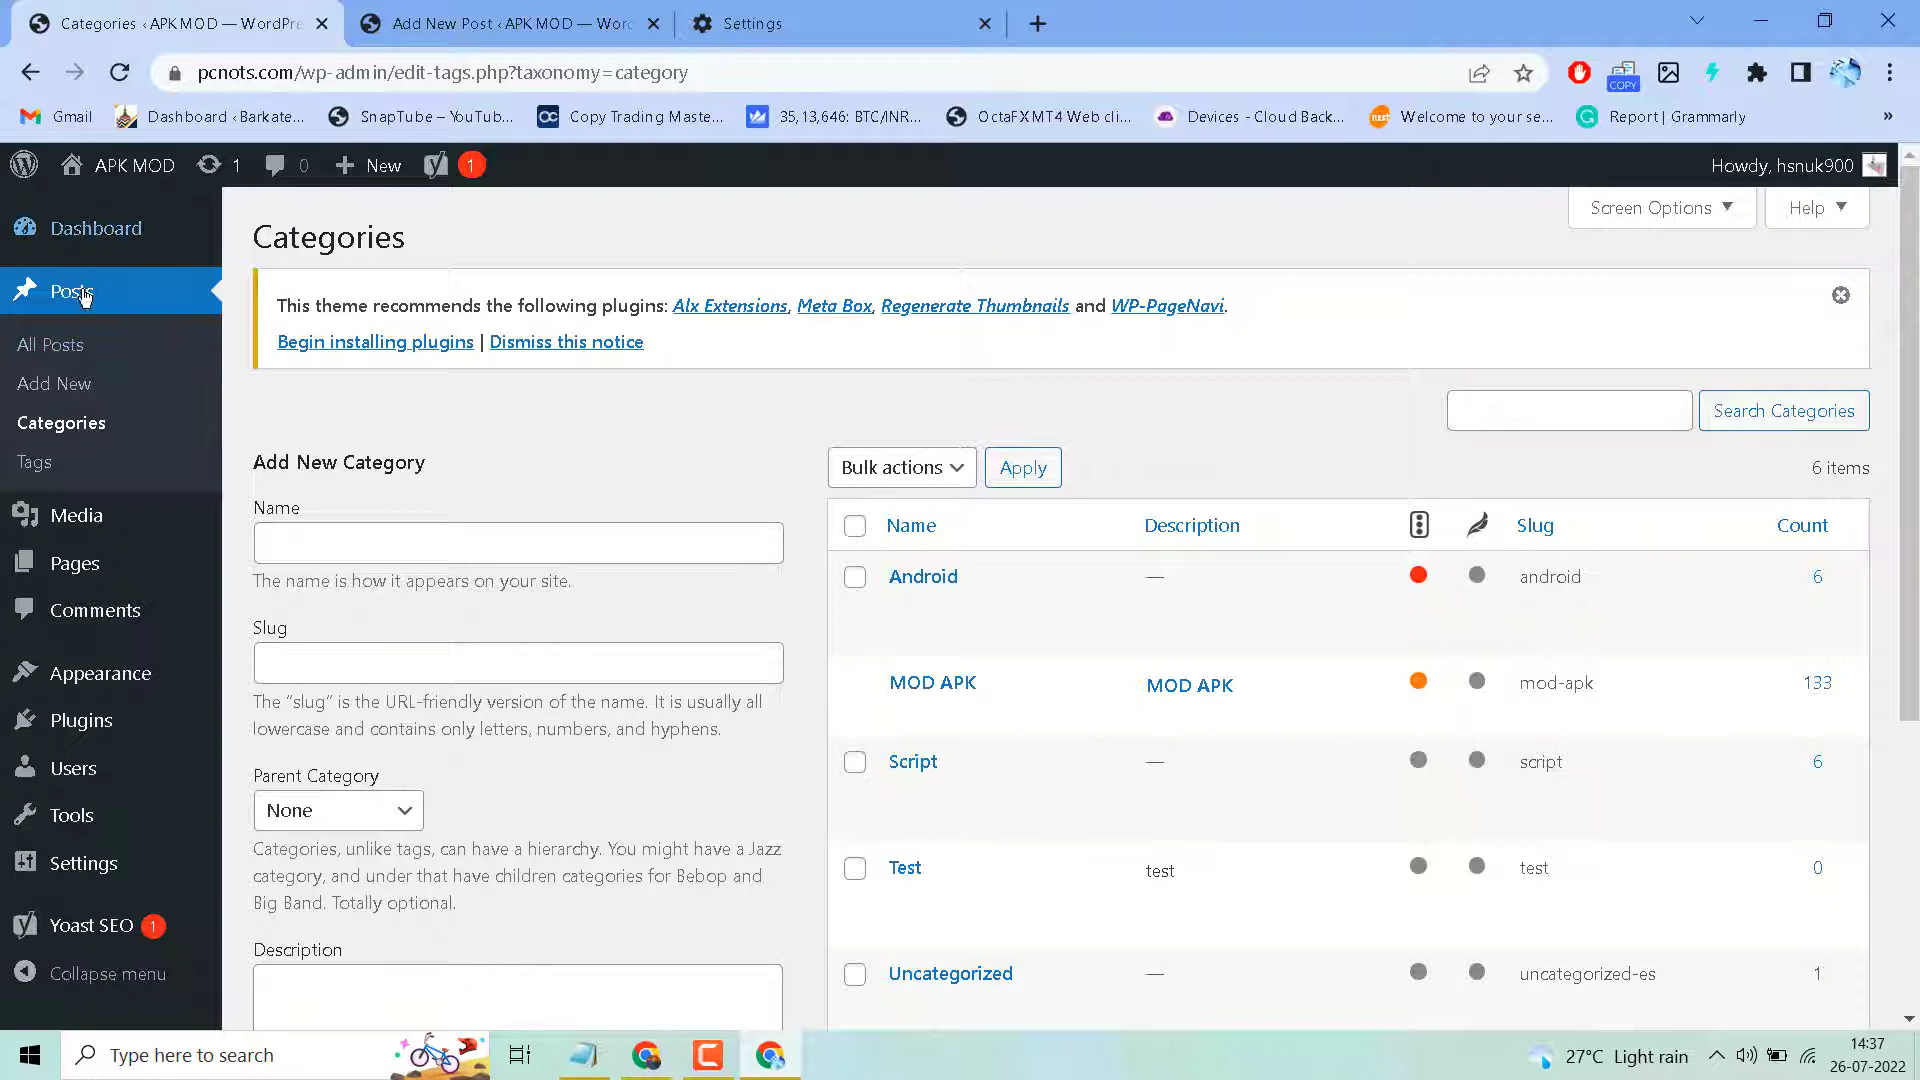 Categories ‹ APK MOD — WordPre
Add New Post ‹ APK MOD — Wor
Settings
pcnots.com/wp-admin/edit-tags.php?taxonomy=category
COPY
Gmail
Dashboard ‹ Barkate...
SnapTube – YouTub...
CC
Copy Trading Maste...
35,13,646: BTC/INR...
OctaFX MT4 Web cli...
Devices - Cloud Back...
Welcome to your se...
Report | Grammarly
»
APK MOD
1
0
New
1
Howdy, hsnuk900
Dashboard
Posts
All Posts
Add New
Categories
Tags
Media
Pages
Comments
Appearance
Plugins
Users
Tools
Settings
Yoast SEO 1
Collapse menu
Screen Options
Help
Categories
This theme recommends the following plugins: Alx Extensions, Meta Box, Regenerate Thumbnails and WP-PageNavi.
Begin installing plugins | Dismiss this notice
Search Categories
Add New Category
Name
The name is how it appears on your site.
Slug
The “slug” is the URL-friendly version of the name. It is usually all
lowercase and contains only letters, numbers, and hyphens.
Parent Category
None
Categories, unlike tags, can have a hierarchy. You might have a Jazz
category, and under that have children categories for Bebop and
Big Band. Totally optional.
Description
Bulk actions
Apply
6 items
Name Description Slug Count
Android — android 6
MOD APK MOD APK mod-apk 133
Script — script 6
Test test test 0
Uncategorized — uncategorized-es 1
Type here to search
27°C Light rain
14:37
26-07-2022